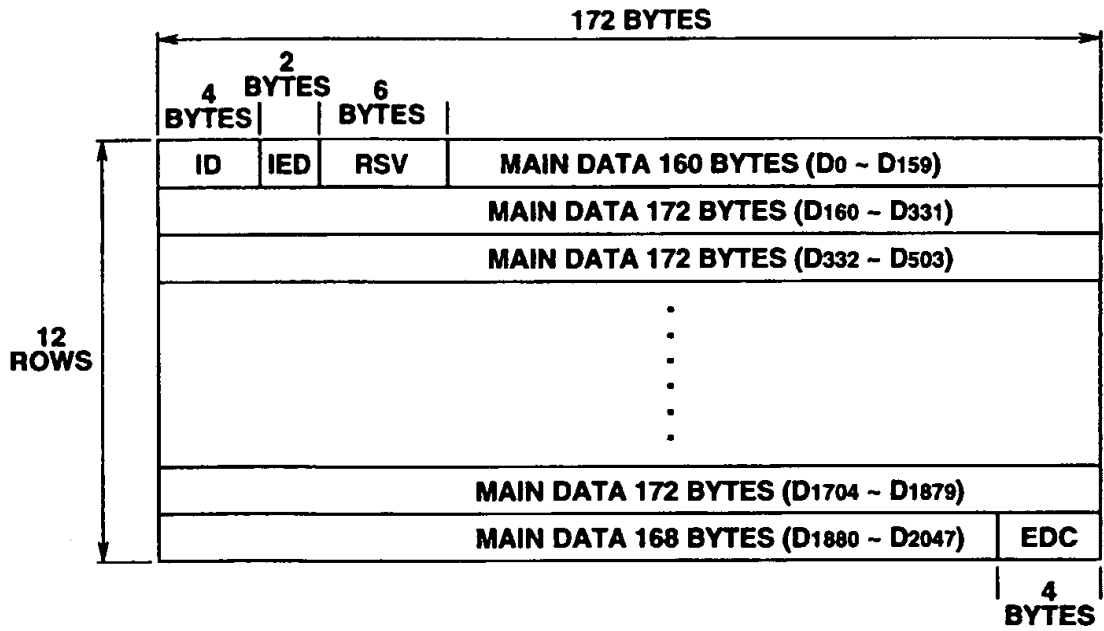 172 BYTES
2
BYTES
4
BYTES
6
BYTES
ID IED RSV MAIN DATA 160 BYTES (D0 ~ D159)
MAIN DATA 172 BYTES (D160 ~ D331)
MAIN DATA 172 BYTES (D332 ~ D503)
12
ROWS
MAIN DATA 172 BYTES (D1704 ~ D1879)
MAIN DATA 168 BYTES (D1880 ~ D2047) EDC
4
BYTES